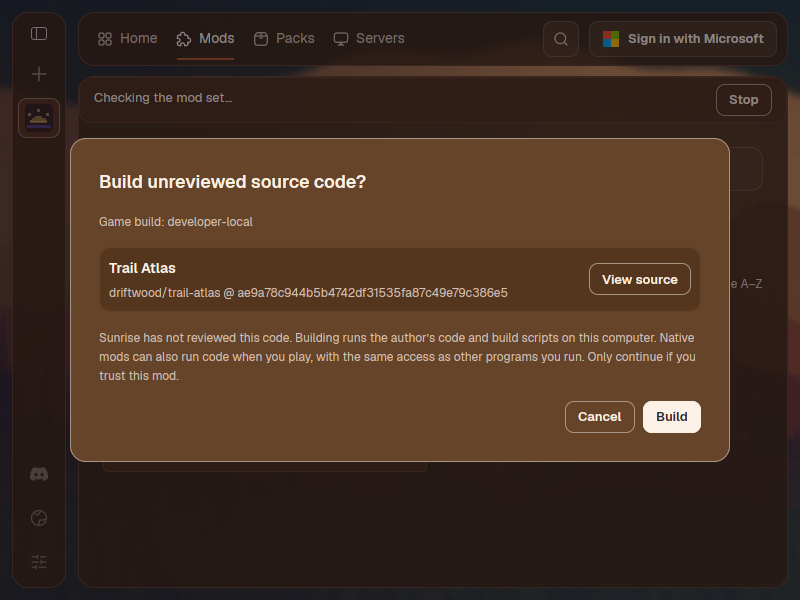 Home
Mods
Packs
Servers
Sign in with Microsoft
Checking the mod set...
Stop
Build unreviewed source code?
Game build: developer-local
Trail Atlas
driftwood/trail-atlas @ ae9a78c944b5b4742df31535fa87c49e79c386e5
View source
e A–Z
Sunrise has not reviewed this code. Building runs the author's code and build scripts on this computer. Native
mods can also run code when you play, with the same access as other programs you run. Only continue if you
trust this mod.
Cancel
Build